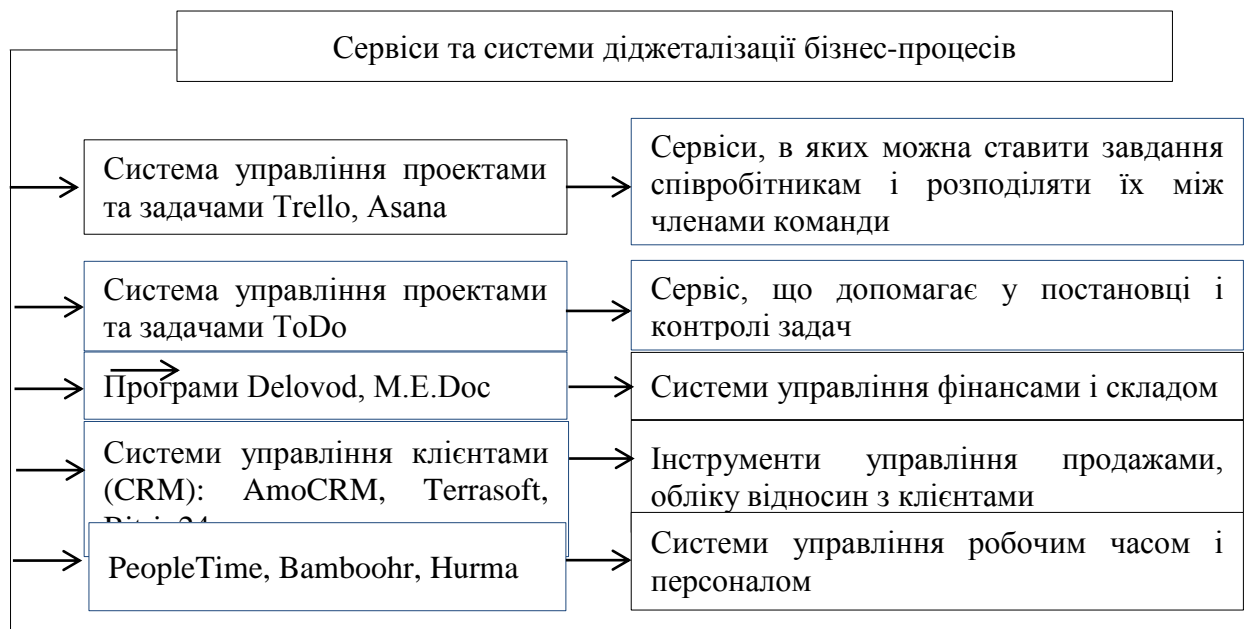 Сервіси та системи діджеталізації бізнес-процесів
Система управління проектами
та задачами Trello, Asana
Сервіси, в яких можна ставити завдання
співробітникам і розподіляти їх між
членами команди
Система управління проектами
та задачами ToDo
Сервіс, що допомагає у постановці і
контролі задач
Програми Delovod, M.E.Doc
Системи управління фінансами і складом
Системи управління клієнтами
(CRM): AmoCRM, Terrasoft,
Інструменти управління продажами,
обліку відносин з клієнтами
PeopleTime, Bamboohr, Hurma
Системи управління робочим часом і
персоналом